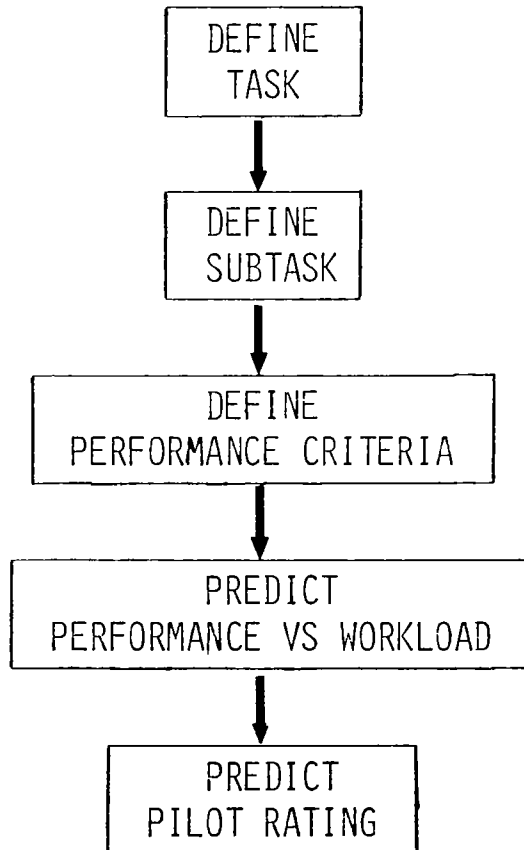 DEFINE
TASK
DEFINE
SUBTASK
DEFINE
PERFORMANCE CRITERIA
PREDICT
PERFORMANCE VS WORKLOAD
PREDICT
PILOT RATING